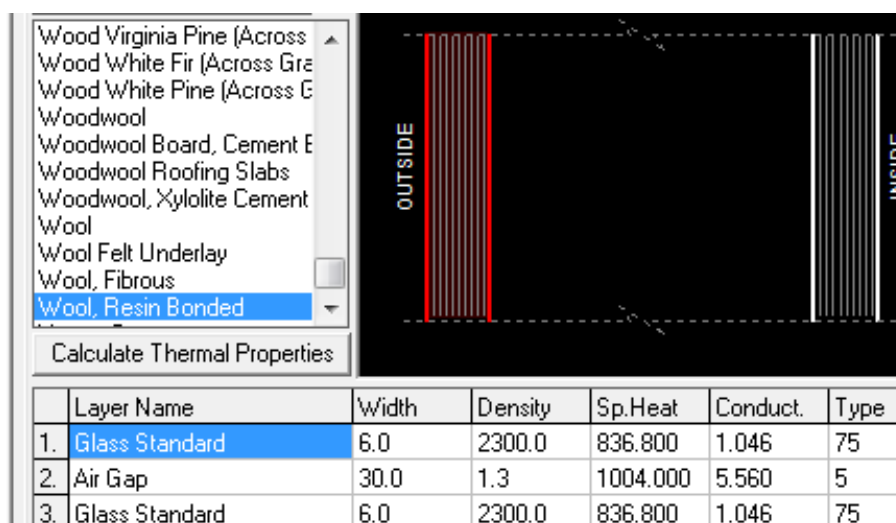 Wood Virginia Pine (Across
Wood White Fir (Across Gra
Wood White Pine (Across G
Woodwool
Woodwool Board, Cement B
Woodwool Roofing Slabs
Woodwool, Xylolite Cement
Wool
Wool Felt Underlay
Wool, Fibrous
Wool, Resin Bonded
Calculate Thermal Properties
OUTSIDE
INSIDE
Layer Name Width Density Sp.Heat Conduct. Type
1. Glass Standard 6.0 2300.0 836.800 1.046 75
2. Air Gap 30.0 1.3 1004.000 5.560 5
3. Glass Standard 6.0 2300.0 836.800 1.046 75